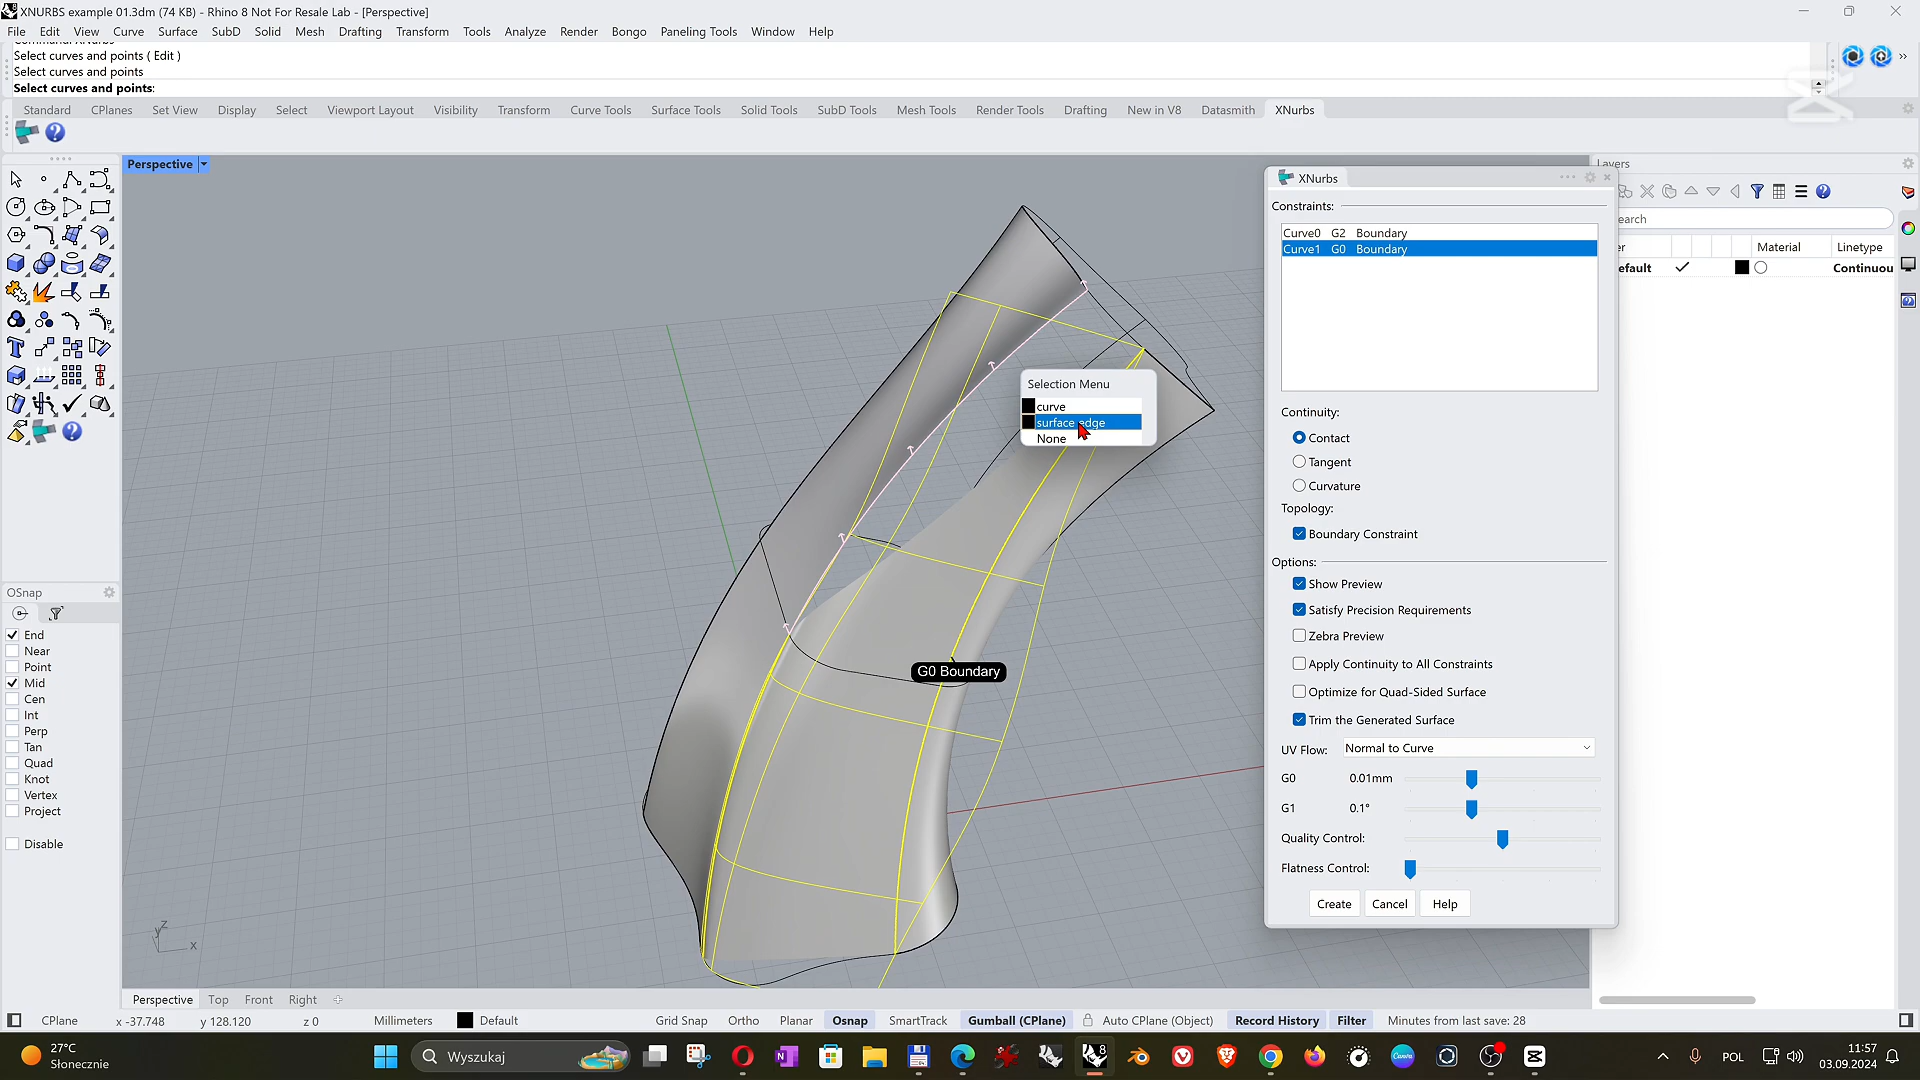 XNURBS example 01.3dm (74 KB) - Rhino 8 Not For Resale Lab - [Perspective]
File Edit View Curve Surface SubD Solid Mesh Drafting Transform Tools Analyze Render Bongo Paneling Tools Window Help
Select curves and points ( Edit )
Select curves and points
Select curves and points:
Standard CPlanes Set View Display Select Viewport Layout Visibility Transform Curve Tools Surface Tools Solid Tools SubD Tools Mesh Tools Render Tools Drafting New in V8 Datasmith XNurbs
Perspective
Layers
XNurbs
Constraints:
Curve0 G2 Boundary
Curve1 G0 Boundary
earch
er Material Linetype
efault Continuou
Selection Menu
curve
surface edge
None
G0 Boundary
Continuity:
Contact
Tangent
Curvature
Topology:
Boundary Constraint
Options:
Show Preview
Satisfy Precision Requirements
Zebra Preview
Apply Continuity to All Constraints
Optimize for Quad-Sided Surface
Trim the Generated Surface
UV Flow: Normal to Curve
G0 0.01mm
G1 0.1°
Quality Control:
Flatness Control:
Create Cancel Help
OSnap
End
Near
Point
Mid
Cen
Int
Perp
Tan
Quad
Knot
Vertex
Project
Disable
z
y
x
Perspective Top Front Right
CPlane x -37.748 y 128.120 z 0 Millimeters Default Grid Snap Ortho Planar Osnap SmartTrack Gumball (CPlane) Auto CPlane (Object) Record History Filter Minutes from last save: 28
27°C
Słonecznie
Wyszukaj
POL
11:57
03.09.2024